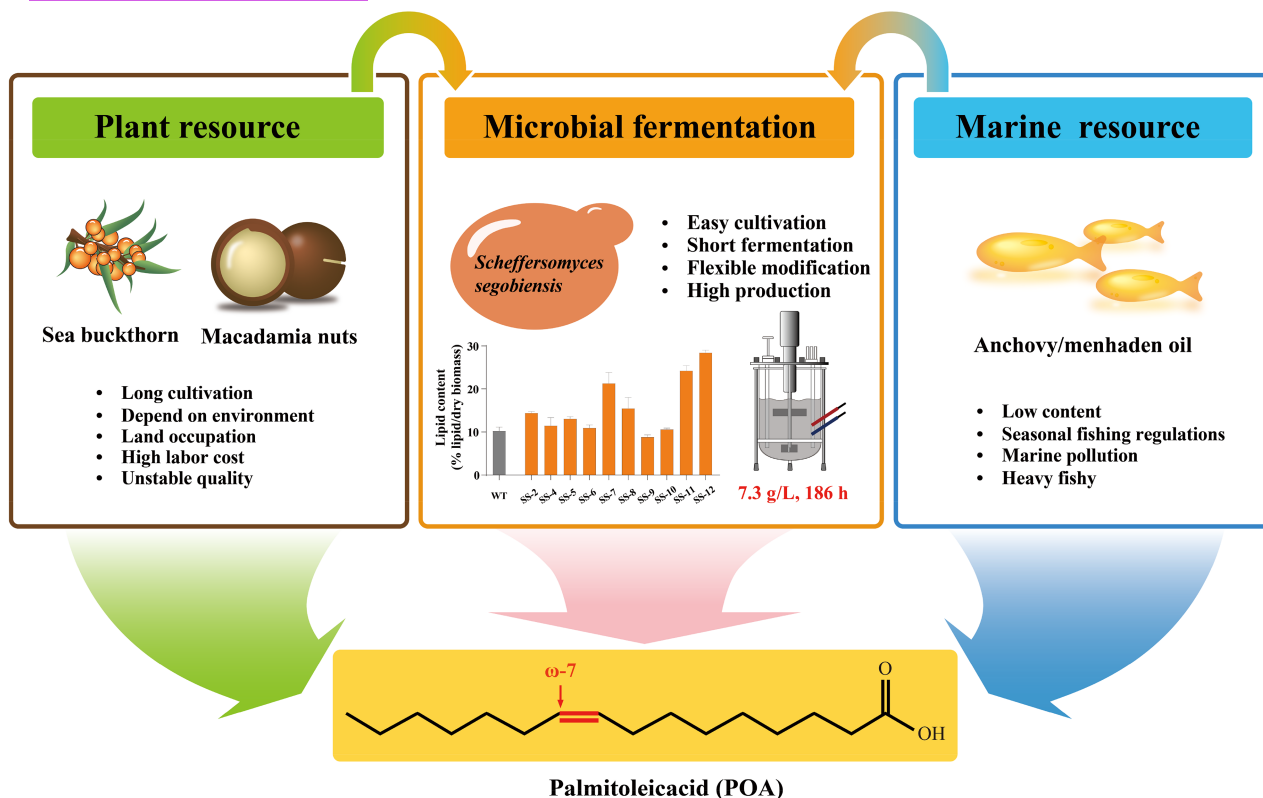 Plant resource
Sea buckthorn
Macadamia nuts
• Long cultivation
• Depend on environment
• Land occupation
• High labor cost
• Unstable quality
Microbial fermentation
Scheffersomyces
segobiensis
• Easy cultivation
• Short fermentation
• Flexible modification
• High production
Lipid content
(% lipid/dry biomass)
30
20
10
0
WT
SS-2
SS-4
SS-5
SS-6
SS-7
SS-8
SS-9
SS-10
SS-11
SS-12
7.3 g/L, 186 h
Marine resource
Anchovy/menhaden oil
• Low content
• Seasonal fishing regulations
• Marine pollution
• Heavy fishy
ω-7
O
OH
Palmitoleicacid (POA)